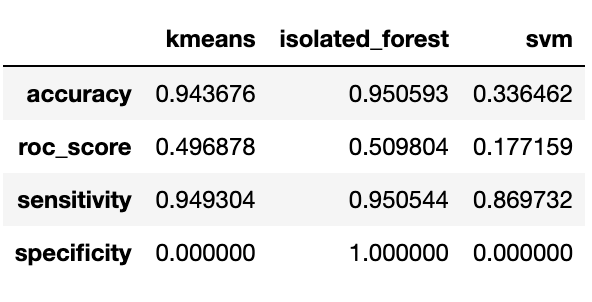 kmeans isolated_forest svm
accuracy 0.943676 0.950593 0.336462
roc_score 0.496878 0.509804 0.177159
sensitivity 0.949304 0.950544 0.869732
specificity 0.000000 1.000000 0.000000